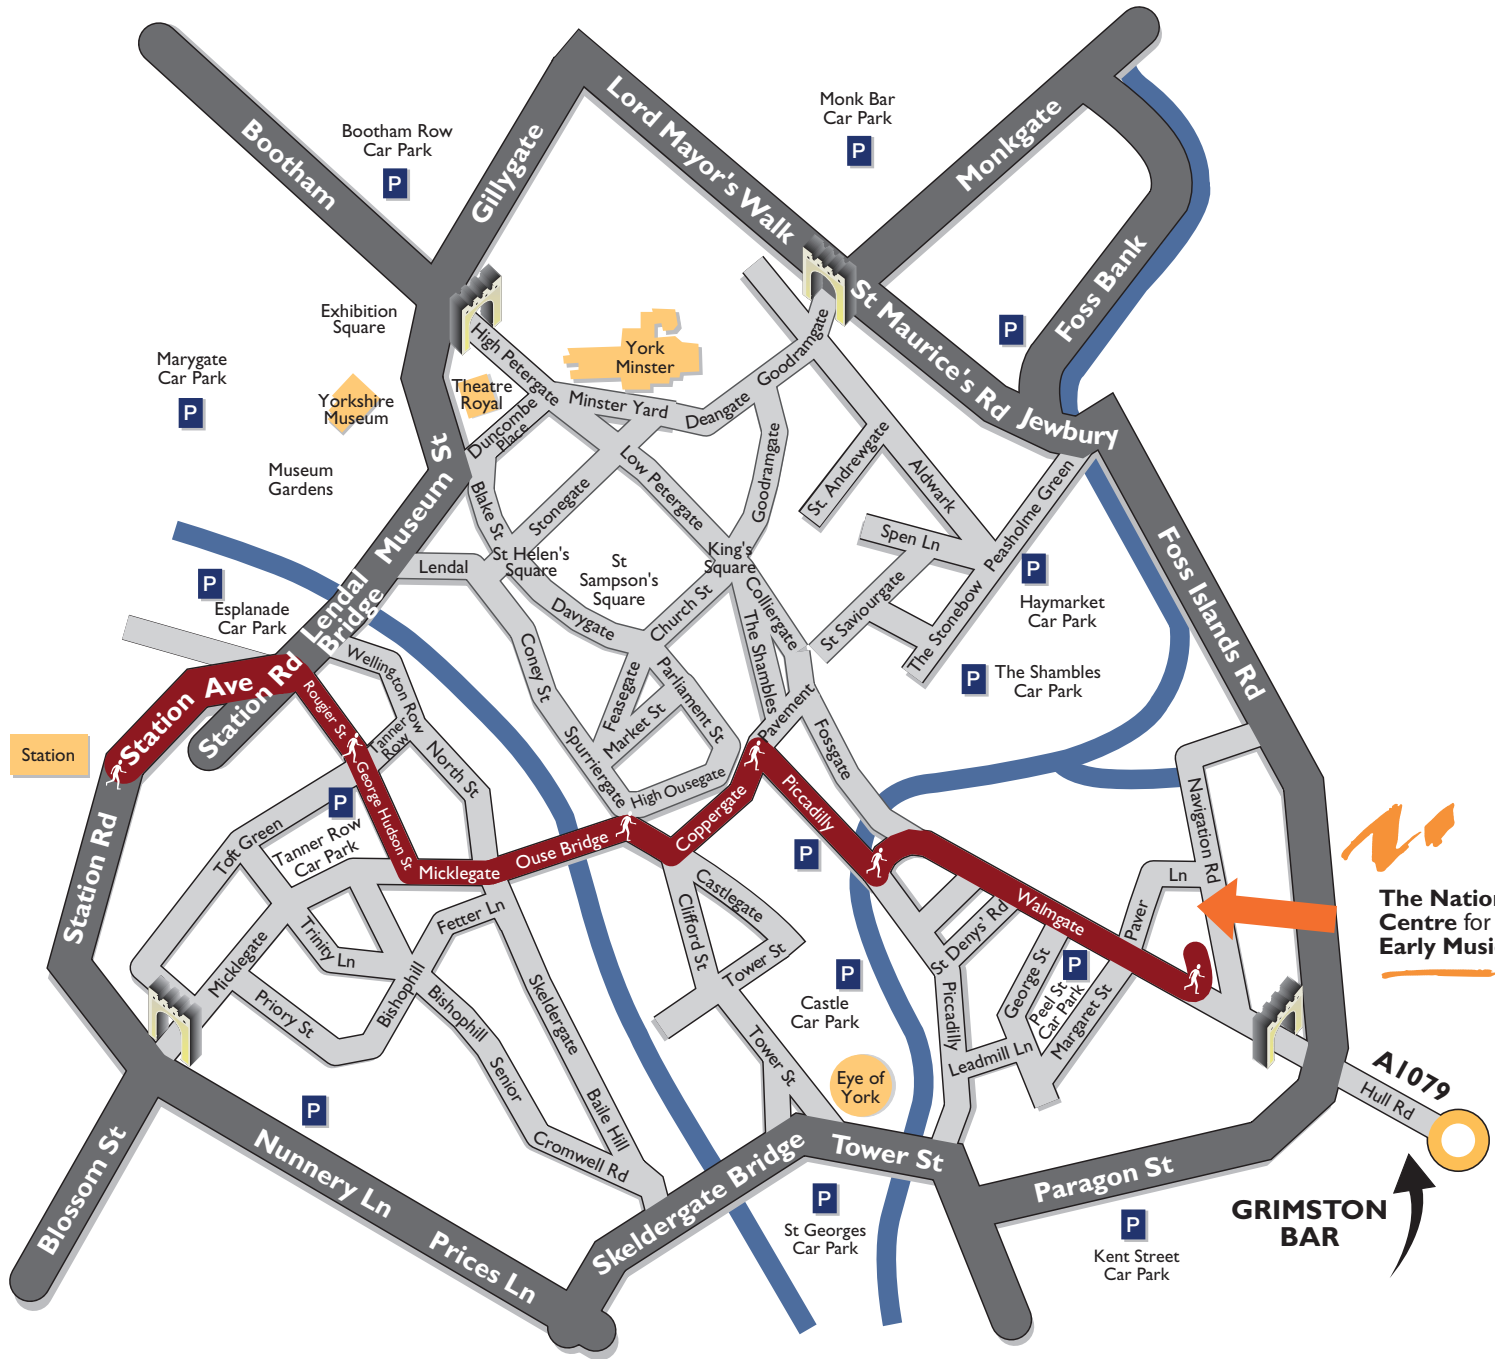 Bootham
Bootham Row
Car Park
P
Gillygate
Lord Mayor's Walk
Monk Bar
Car Park
P
Monkgate
Foss Bank
P
St Maurice's Rd
Jewbury
Exhibition
Square
Marygate
Car Park
P
Yorkshire
Museum
Museum
Gardens
Theatre
Royal
York
Minster
High Petergate
Minster Yard
Deangate
Goodramgate
Goodramgate
Duncombe
Place
Museum St
Blake St
Stonegate
Low Petergate
St. Andrewgate
Aldwark
Spen Ln
Peasholme Green
St Saviourgate
The Stonebow
P
Haymarket
Car Park
P
The Shambles
Car Park
Foss Islands Rd
Lendal
St Helen's
Square
St
Sampson's
Square
King's
Square
Davygate
Church St
Colliergate
The Shambles
Coney St
Feasegate
Parliament St
Market St
Pavement
Fossgate
Spurriergate
High Ousegate
Coppergate
Piccadilly
P
P
Esplanade
Car Park
Lendal
Bridge
Station Ave
Station Rd
Station
Rougier St
Wellington Row
Tanner
Row
North St
George Hudson St
P
Tanner Row
Car Park
Toft Green
Station Rd
Micklegate
Ouse Bridge
Micklegate
Trinity Ln
Priory St
Fetter Ln
Bishophill
Bishophill
Senior
Skeldergate
Baile Hill
Cromwell Rd
P
Blossom St
Nunnery Ln
Prices Ln
Skeldergate Bridge
Castlegate
Clifford St
Tower St
Tower St
P
Castle
Car Park
Eye of
York
Tower St
P
St Georges
Car Park
Walmgate
St Denys' Rd
Piccadilly
George St
P
Peel St
Car Park
Margaret St
Leadmill Ln
Paver
Ln
Navigation Rd
The Nation
Centre for
Early Musi
A1079
Hull Rd
GRIMSTON
BAR
Paragon St
P
Kent Street
Car Park